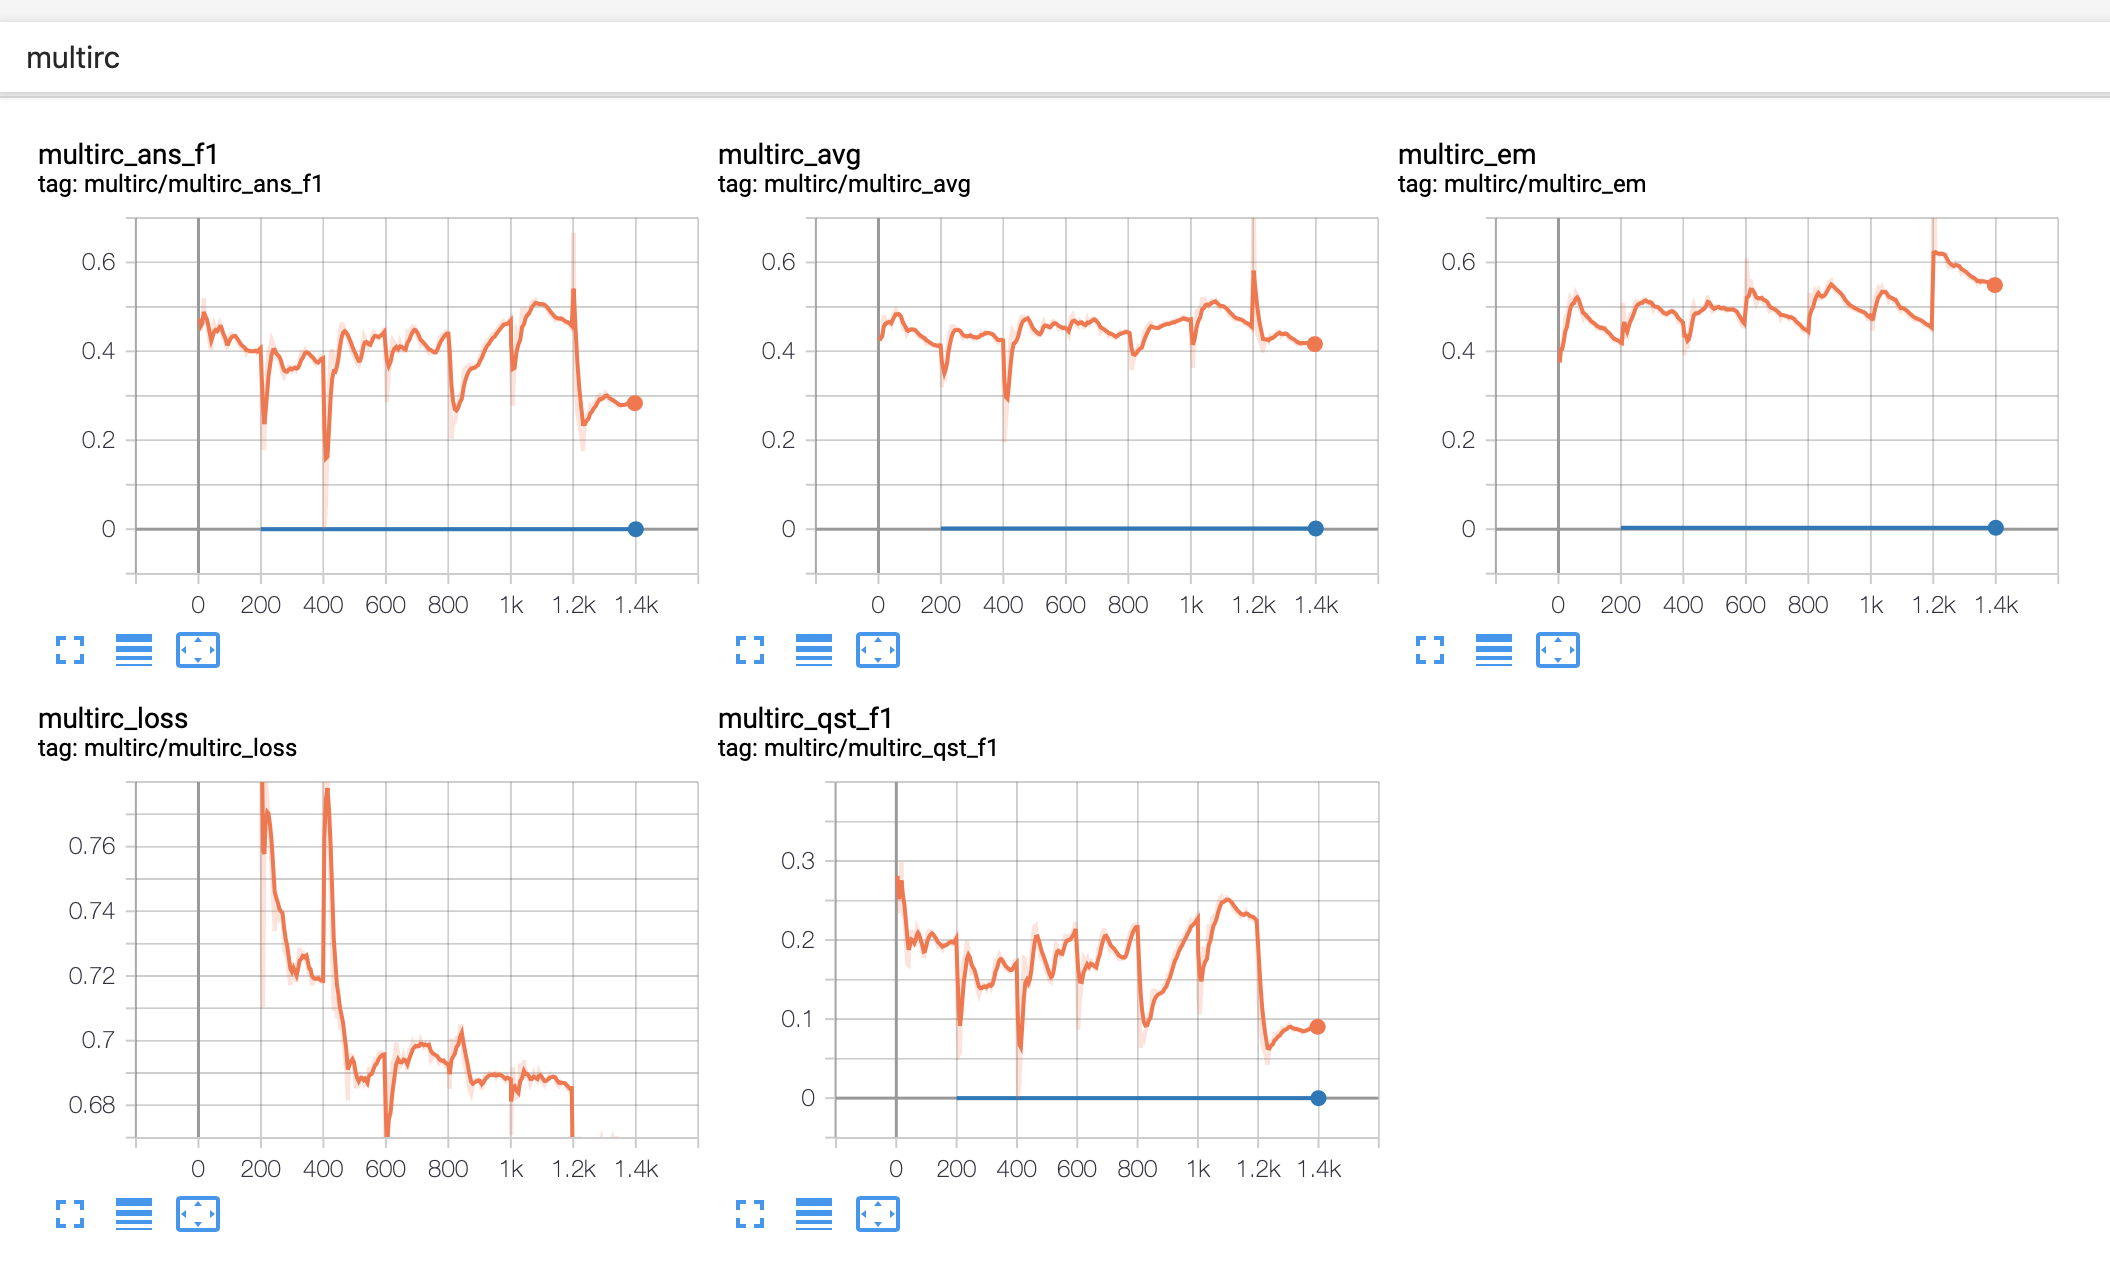 multirc
multirc_ans_f1
tag: multirc/multirc_ans_f1
0.6
0.4
0.2
0
0 200 400 600 800 1k 1.2k 1.4k
multirc_avg
tag: multirc/multirc_avg
0.6
0.4
0.2
0
0 200 400 600 800 1k 1.2k 1.4k
multirc_em
tag: multirc/multirc_em
0.6
0.4
0.2
0
0 200 400 600 800 1k 1.2k 1.4k
multirc_loss
tag: multirc/multirc_loss
0.76
0.74
0.72
0.7
0.68
0 200 400 600 800 1k 1.2k 1.4k
multirc_qst_f1
tag: multirc/multirc_qst_f1
0.3
0.2
0.1
0
0 200 400 600 800 1k 1.2k 1.4k